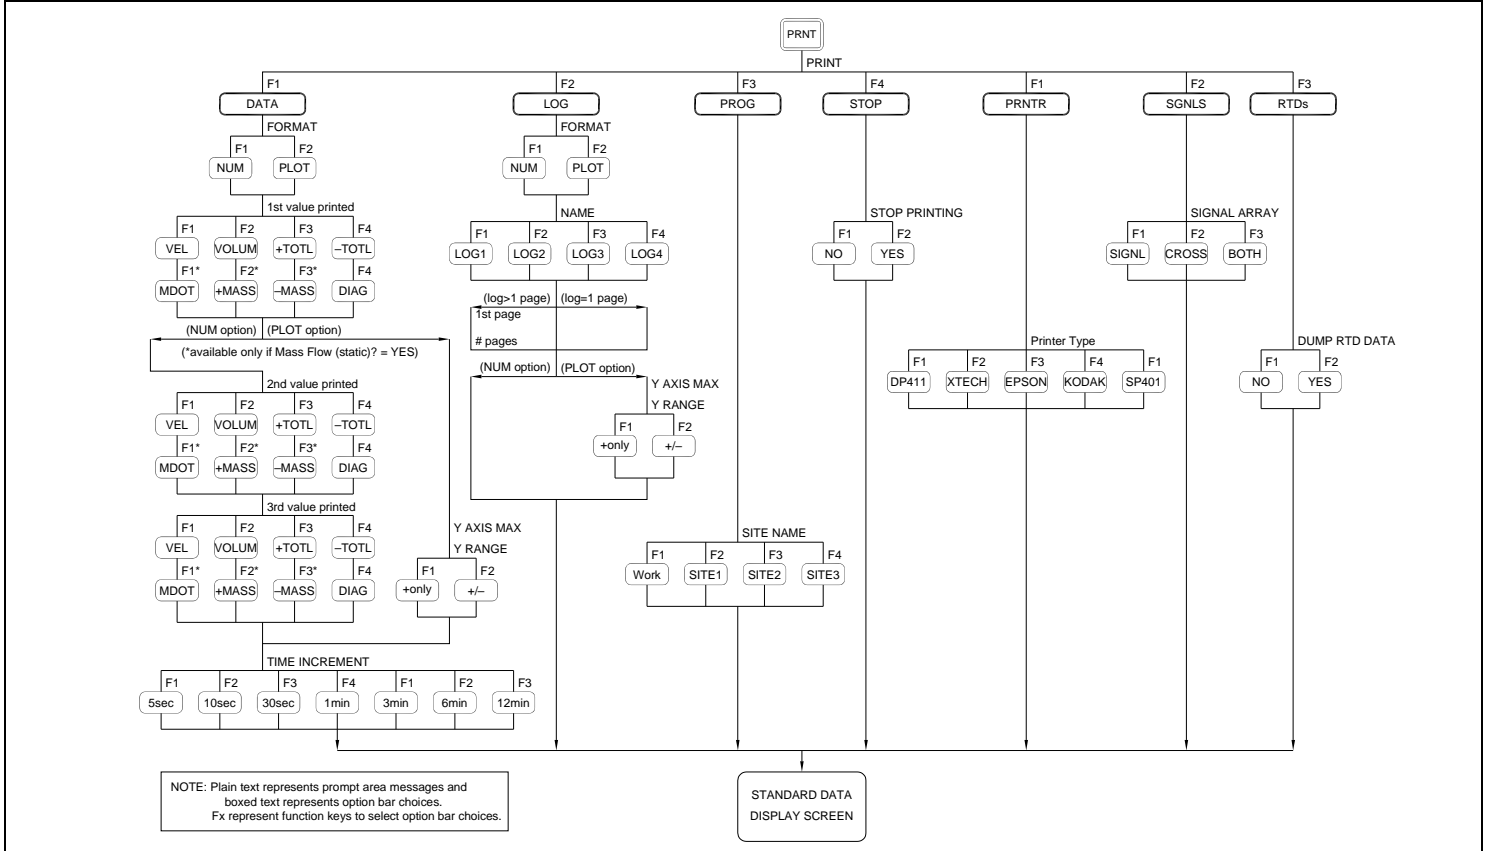 PRNT
PRINT
F1 F2 F3 F4 F1 F2 F3
DATA LOG PROG STOP PRNTR SGNLS RTDs
FORMAT FORMAT
F1 F2 F1 F2
NUM PLOT NUM PLOT
1st value printed NAME STOP PRINTING SIGNAL ARRAY
F1 F2 F3 F4 F1 F2 F3 F4 F1 F2 F1 F2 F3
VEL VOLUM +TOTL –TOTL LOG1 LOG2 LOG3 LOG4 NO YES SIGNL CROSS BOTH
F1* F2* F3* F4
MDOT +MASS –MASS DIAG
(log>1 page) (log=1 page)
1st page
(NUM option) (PLOT option)
# pages Printer Type DUMP RTD DATA
(*available only if Mass Flow (static)? = YES)
F1 F2 F3 F4 F1 F1 F2
(NUM option) (PLOT option)
DP411 XTECH EPSON KODAK SP401 NO YES
2nd value printed Y AXIS MAX
F1 F2 F3 F4 Y RANGE
VEL VOLUM +TOTL –TOTL F1 F2
F1* F2* F3* F4 +only +/–
MDOT +MASS –MASS DIAG
3rd value printed
F1 F2 F3 F4 Y AXIS MAX SITE NAME
VEL VOLUM +TOTL –TOTL Y RANGE F1 F2 F3 F4
F1* F2* F3* F4 F1 F2 Work SITE1 SITE2 SITE3
MDOT +MASS –MASS DIAG +only +/–
TIME INCREMENT
F1 F2 F3 F4 F1 F2 F3
5sec 10sec 30sec 1min 3min 6min 12min
NOTE: Plain text represents prompt area messages and
boxed text represents option bar choices.
Fx represent function keys to select option bar choices.
STANDARD DATA
DISPLAY SCREEN